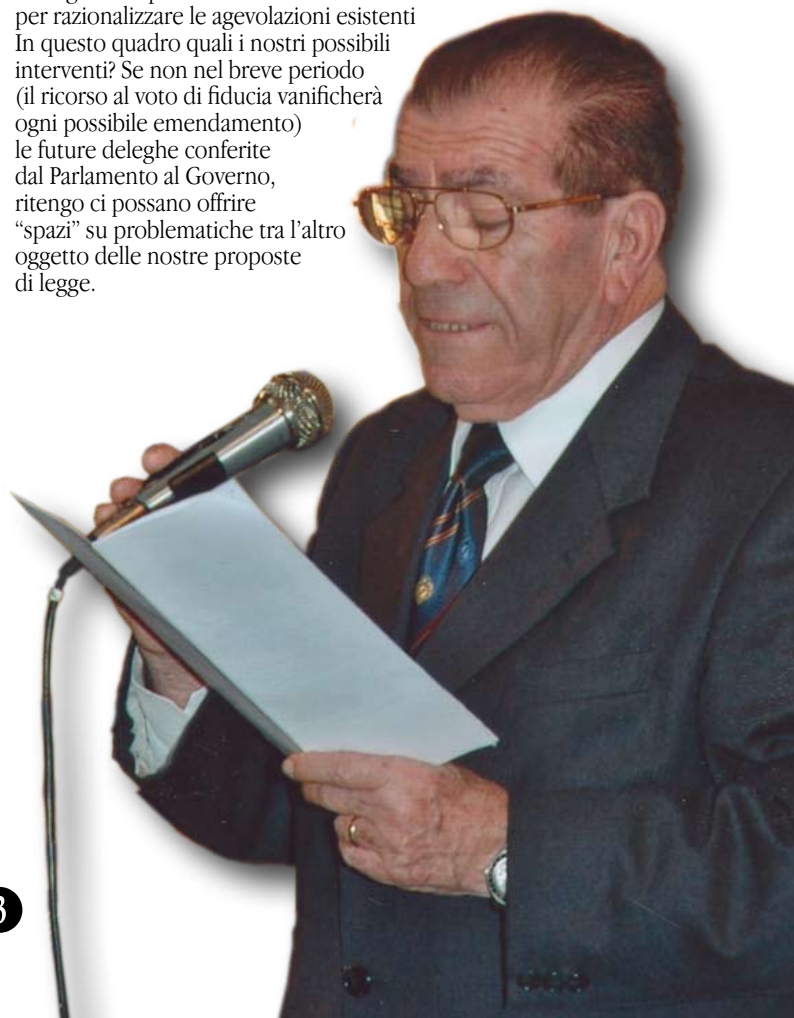 per razionalizzare le agevolazioni esistenti
In questo quadro quali i nostri possibili
interventi? Se non nel breve periodo
(il ricorso al voto di fiducia vanificherà
ogni possibile emendamento)
le future deleghe conferite
dal Parlamento al Governo,
ritengo ci possano offrire
“spazi” su problematiche tra l'altro
oggetto delle nostre proposte
di legge.
3